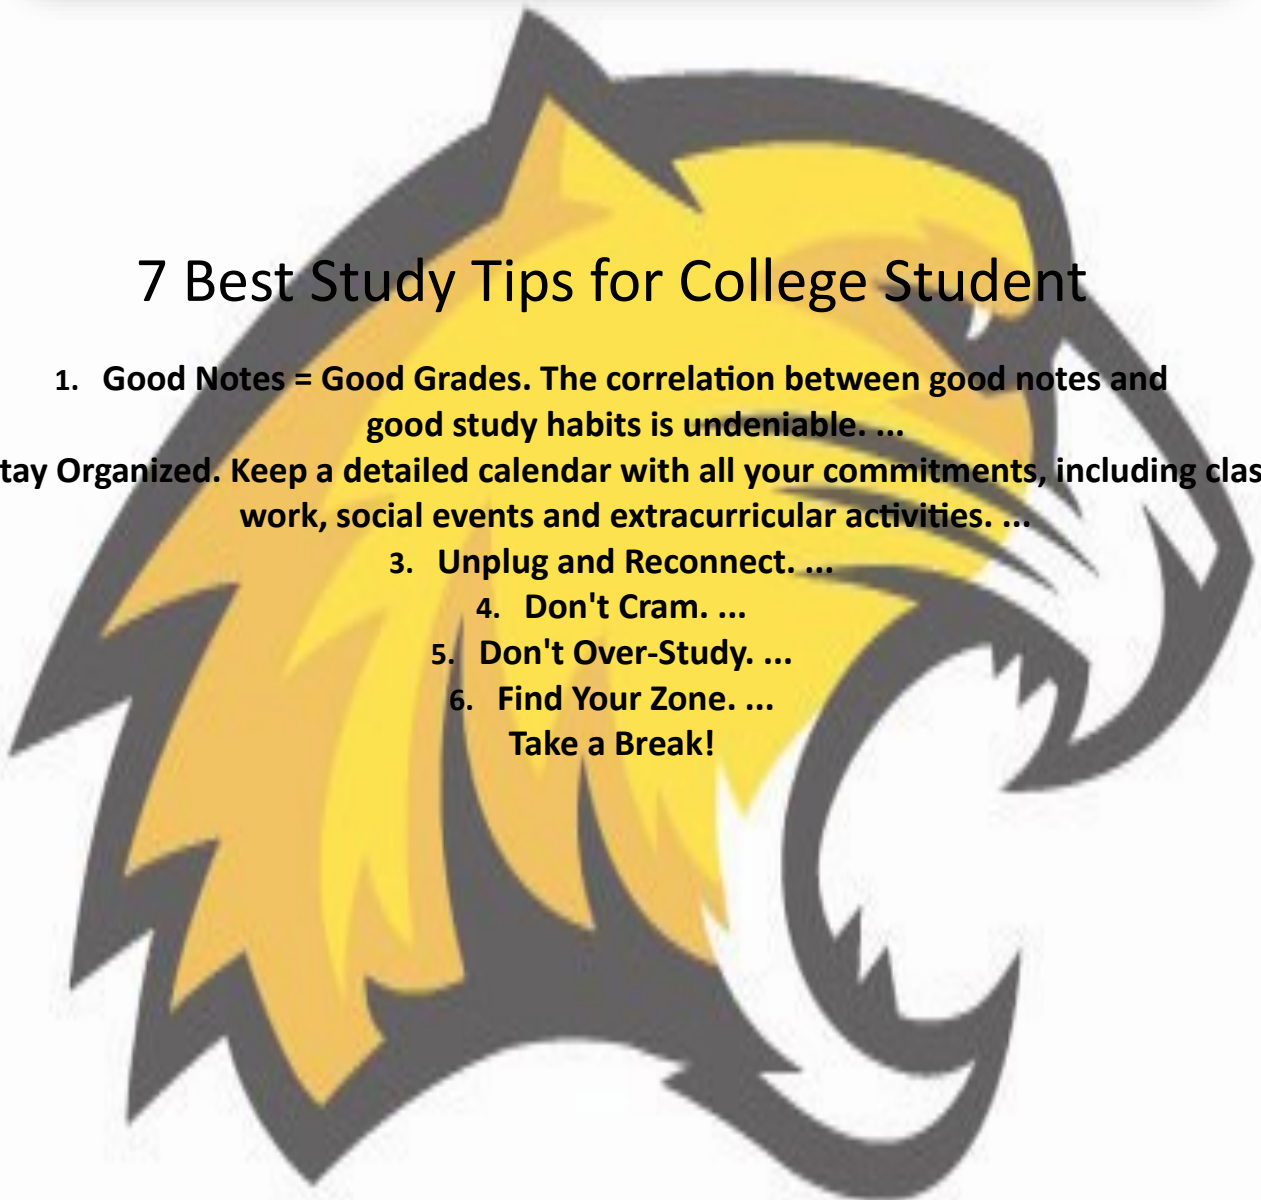 7 Best Study Tips for College Student
1. Good Notes = Good Grades. The correlation between good notes and
good study habits is undeniable. ...
tay Organized. Keep a detailed calendar with all your commitments, including clas
work, social events and extracurricular activities. ...
3. Unplug and Reconnect. ...
4. Don't Cram. ...
5. Don't Over-Study. ...
6. Find Your Zone. ...
Take a Break!